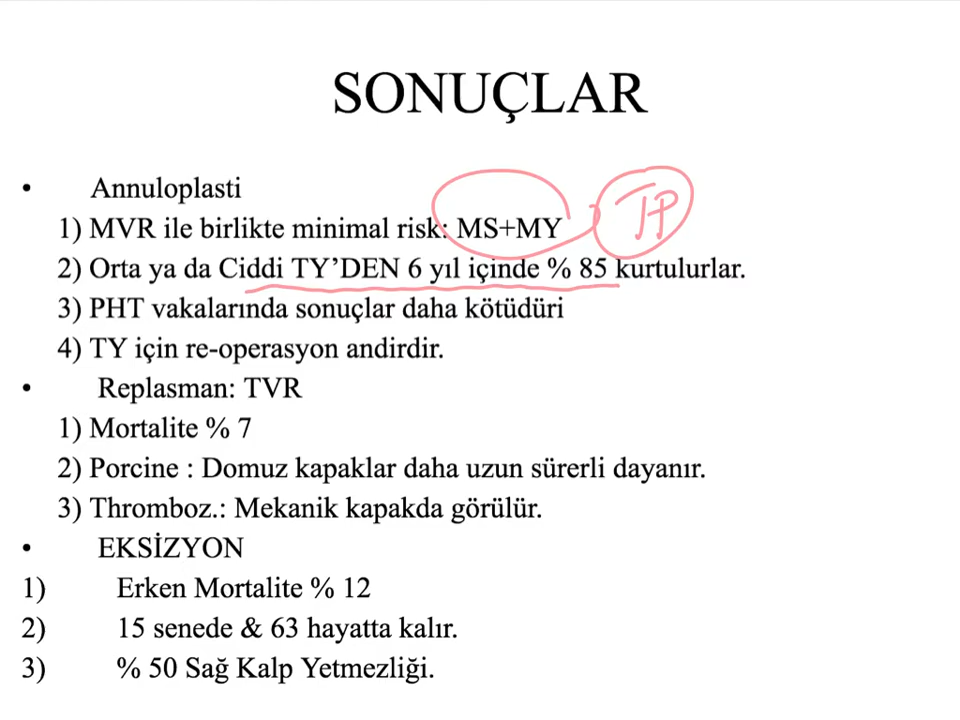 SONUÇLAR
• Annuloplasti
1) MVR ile birlikte minimal risk: MS+MY TP
2) Orta ya da Ciddi TY’DEN 6 yıl içinde % 85 kurtulurlar.
3) PHT vakalarında sonuçlar daha kötüdüri
4) TY için re-operasyon andirdir.
• Replasman: TVR
1) Mortalite % 7
2) Porcine : Domuz kapaklar daha uzun sürerli dayanır.
3) Thromboz.: Mekanik kapakda görülür.
• EKSİZYON
1) Erken Mortalite % 12
2) 15 senede & 63 hayatta kalır.
3) % 50 Sağ Kalp Yetmezliği.